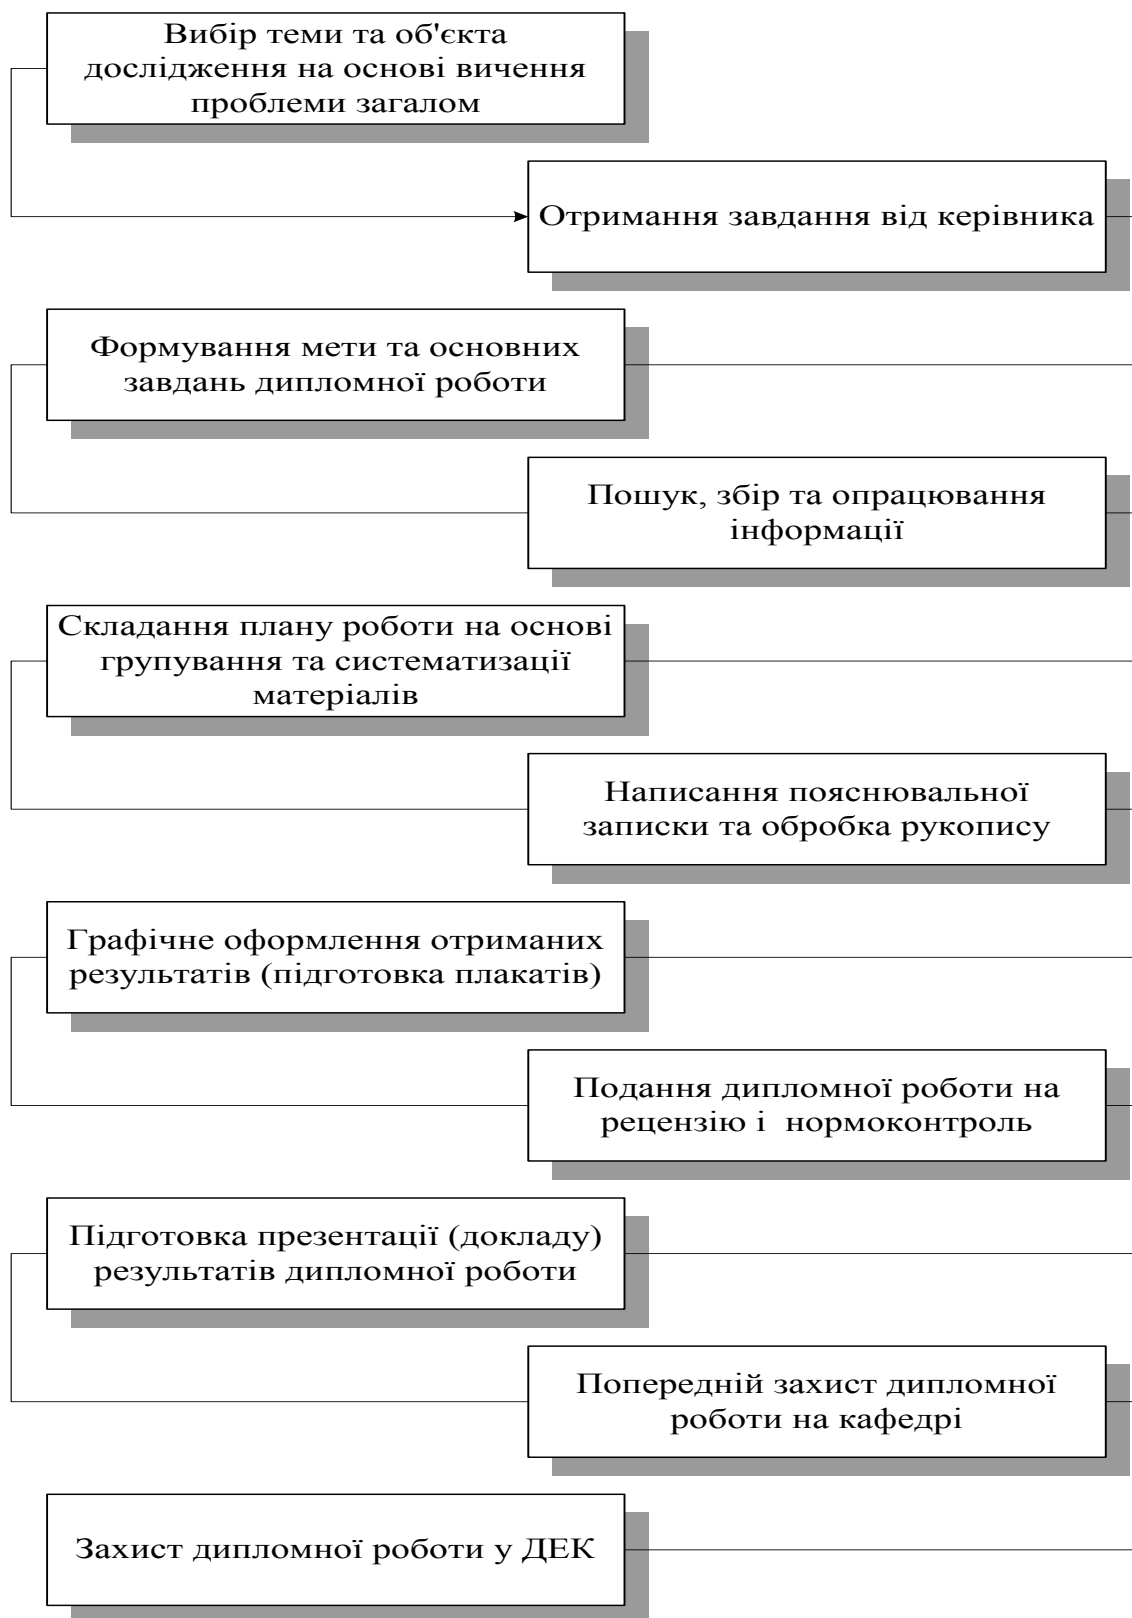 Вибір теми та об'єкта
дослідження на основі вичення
проблеми загалом
Отримання завдання від керівника
Формування мети та основних
завдань дипломної роботи
Пошук, збір та опрацювання
інформації
Складання плану роботи на основі
групування та систематизації
матеріалів
Написання пояснювальної
записки та обробка рукопису
Графічне оформлення отриманих
результатів (підготовка плакатів)
Подання дипломної роботи на
рецензію і  нормоконтроль
Підготовка презентації (докладу)
результатів дипломної роботи
Попередній захист дипломної
роботи на кафедрі
Захист дипломної роботи у ДЕК